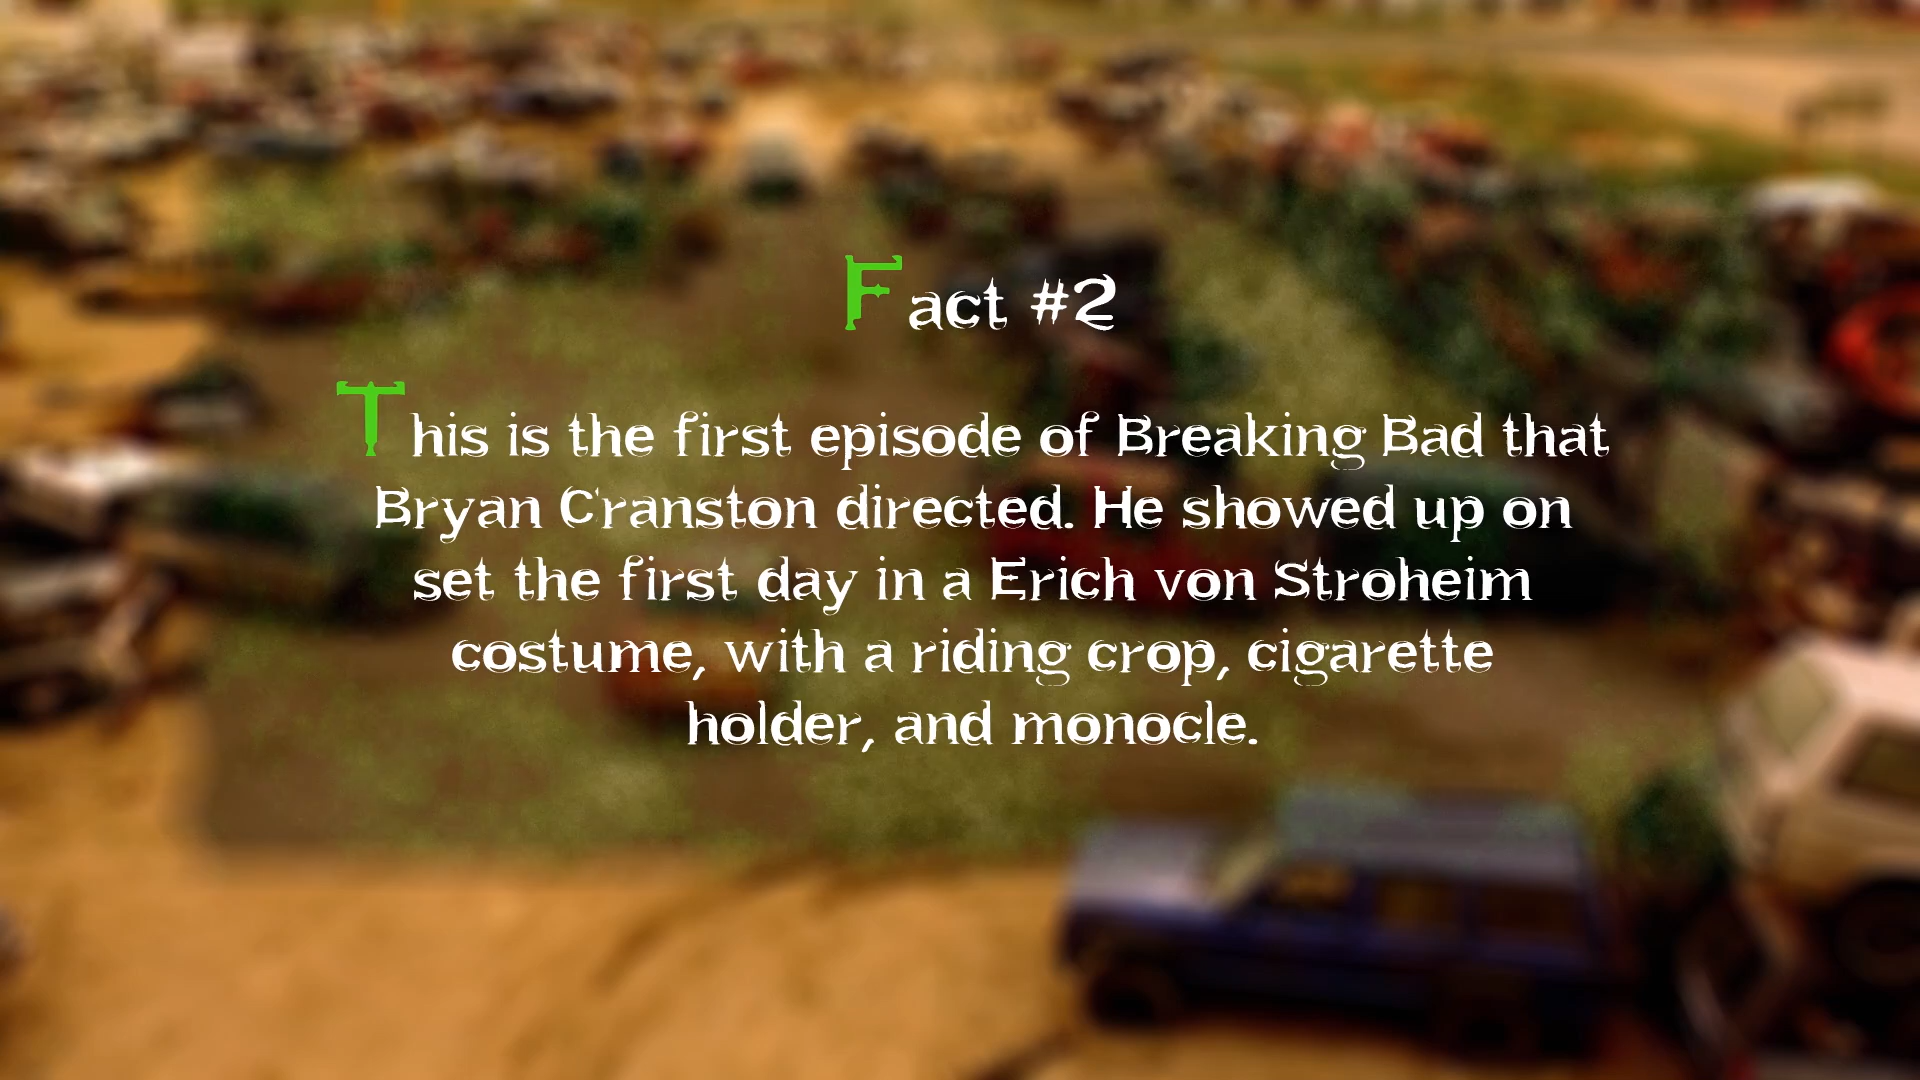 Fact #2
This is the first episode of Breaking Bad that
Bryan Cranston directed. He showed up on
set the first day in a Erich von Stroheim
costume, with a riding crop, cigarette
holder, and monocle.